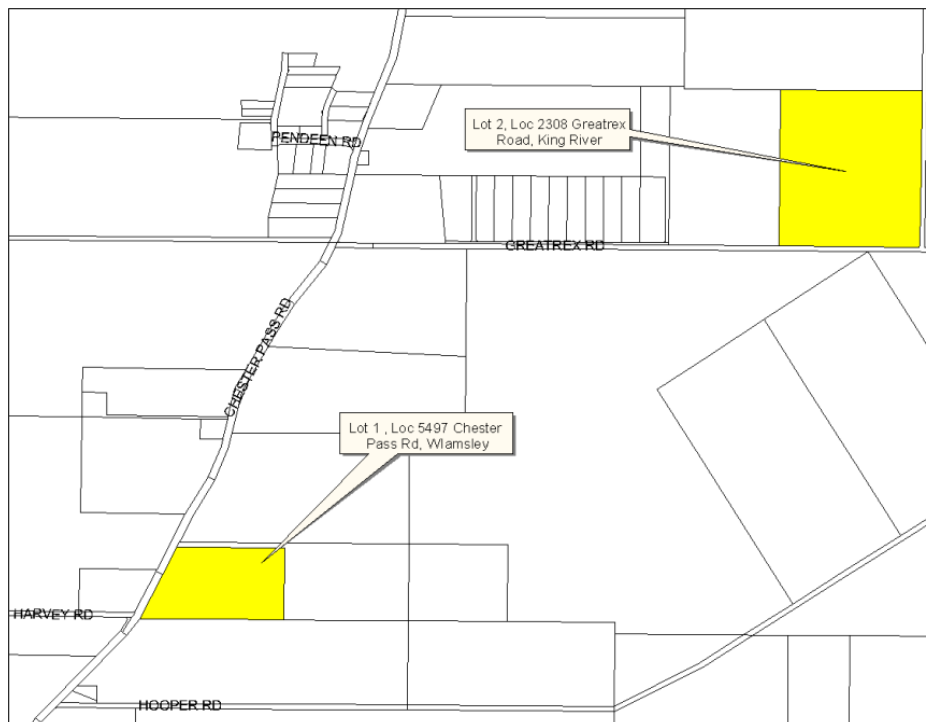 Lot 2, Loc 2308 Greatrex
Road, King River
PENDEEN RD
GREATREX RD
CHESTER PASS RD
Lot 1 , Loc 5497 Chester
Pass Rd, Wlamsley
HARVEY RD
HOOPER RD